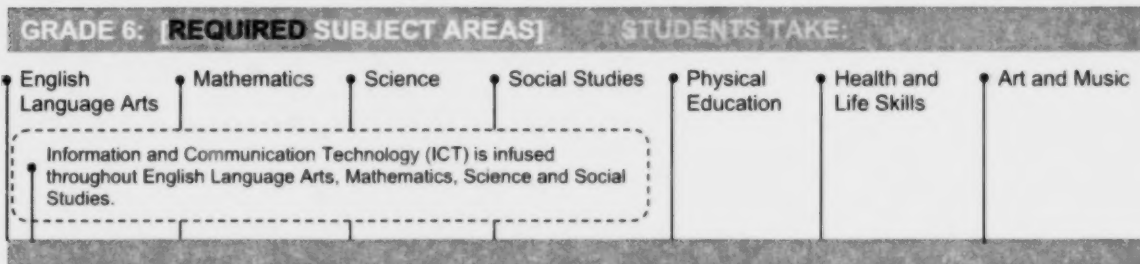 GRADE 6: [REQUIRED SUBJECT AREAS] STUDENTS TAKE:
English Language Arts
Mathematics
Science
Social Studies
Physical Education
Health and Life Skills
Art and Music
Information and Communication Technology (ICT) is infused
throughout English Language Arts, Mathematics, Science and Social
Studies.